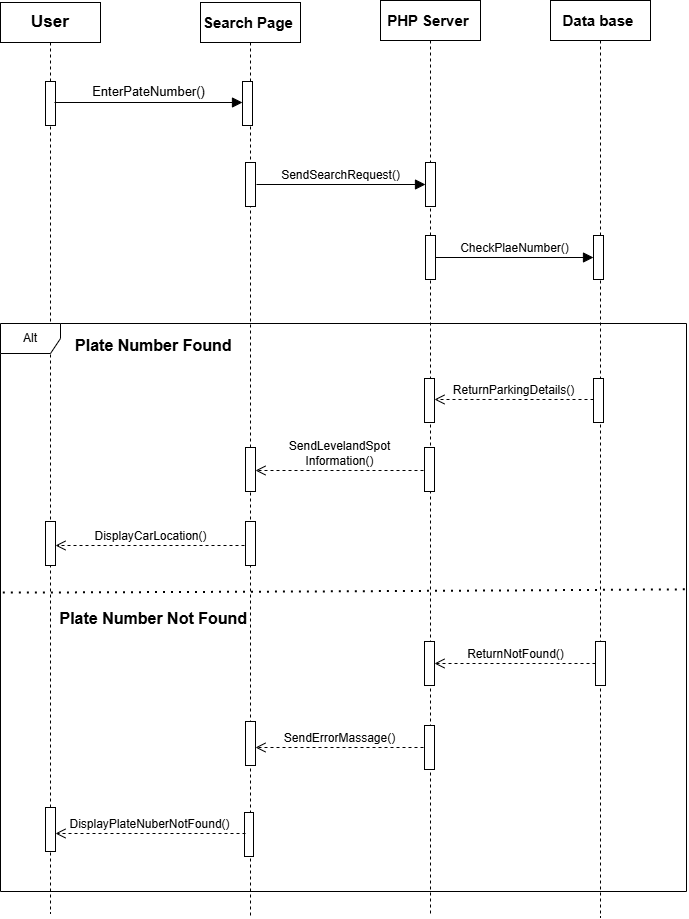 User
Search Page
PHP Server
Data base
EnterPateNumber()
SendSearchRequest()
CheckPlaeNumber()
Alt
Plate Number Found
ReturnParkingDetails()
SendLevelandSpot
Information()
DisplayCarLocation()
Plate Number Not Found
ReturnNotFound()
SendErrorMassage()
DisplayPlateNuberNotFound()